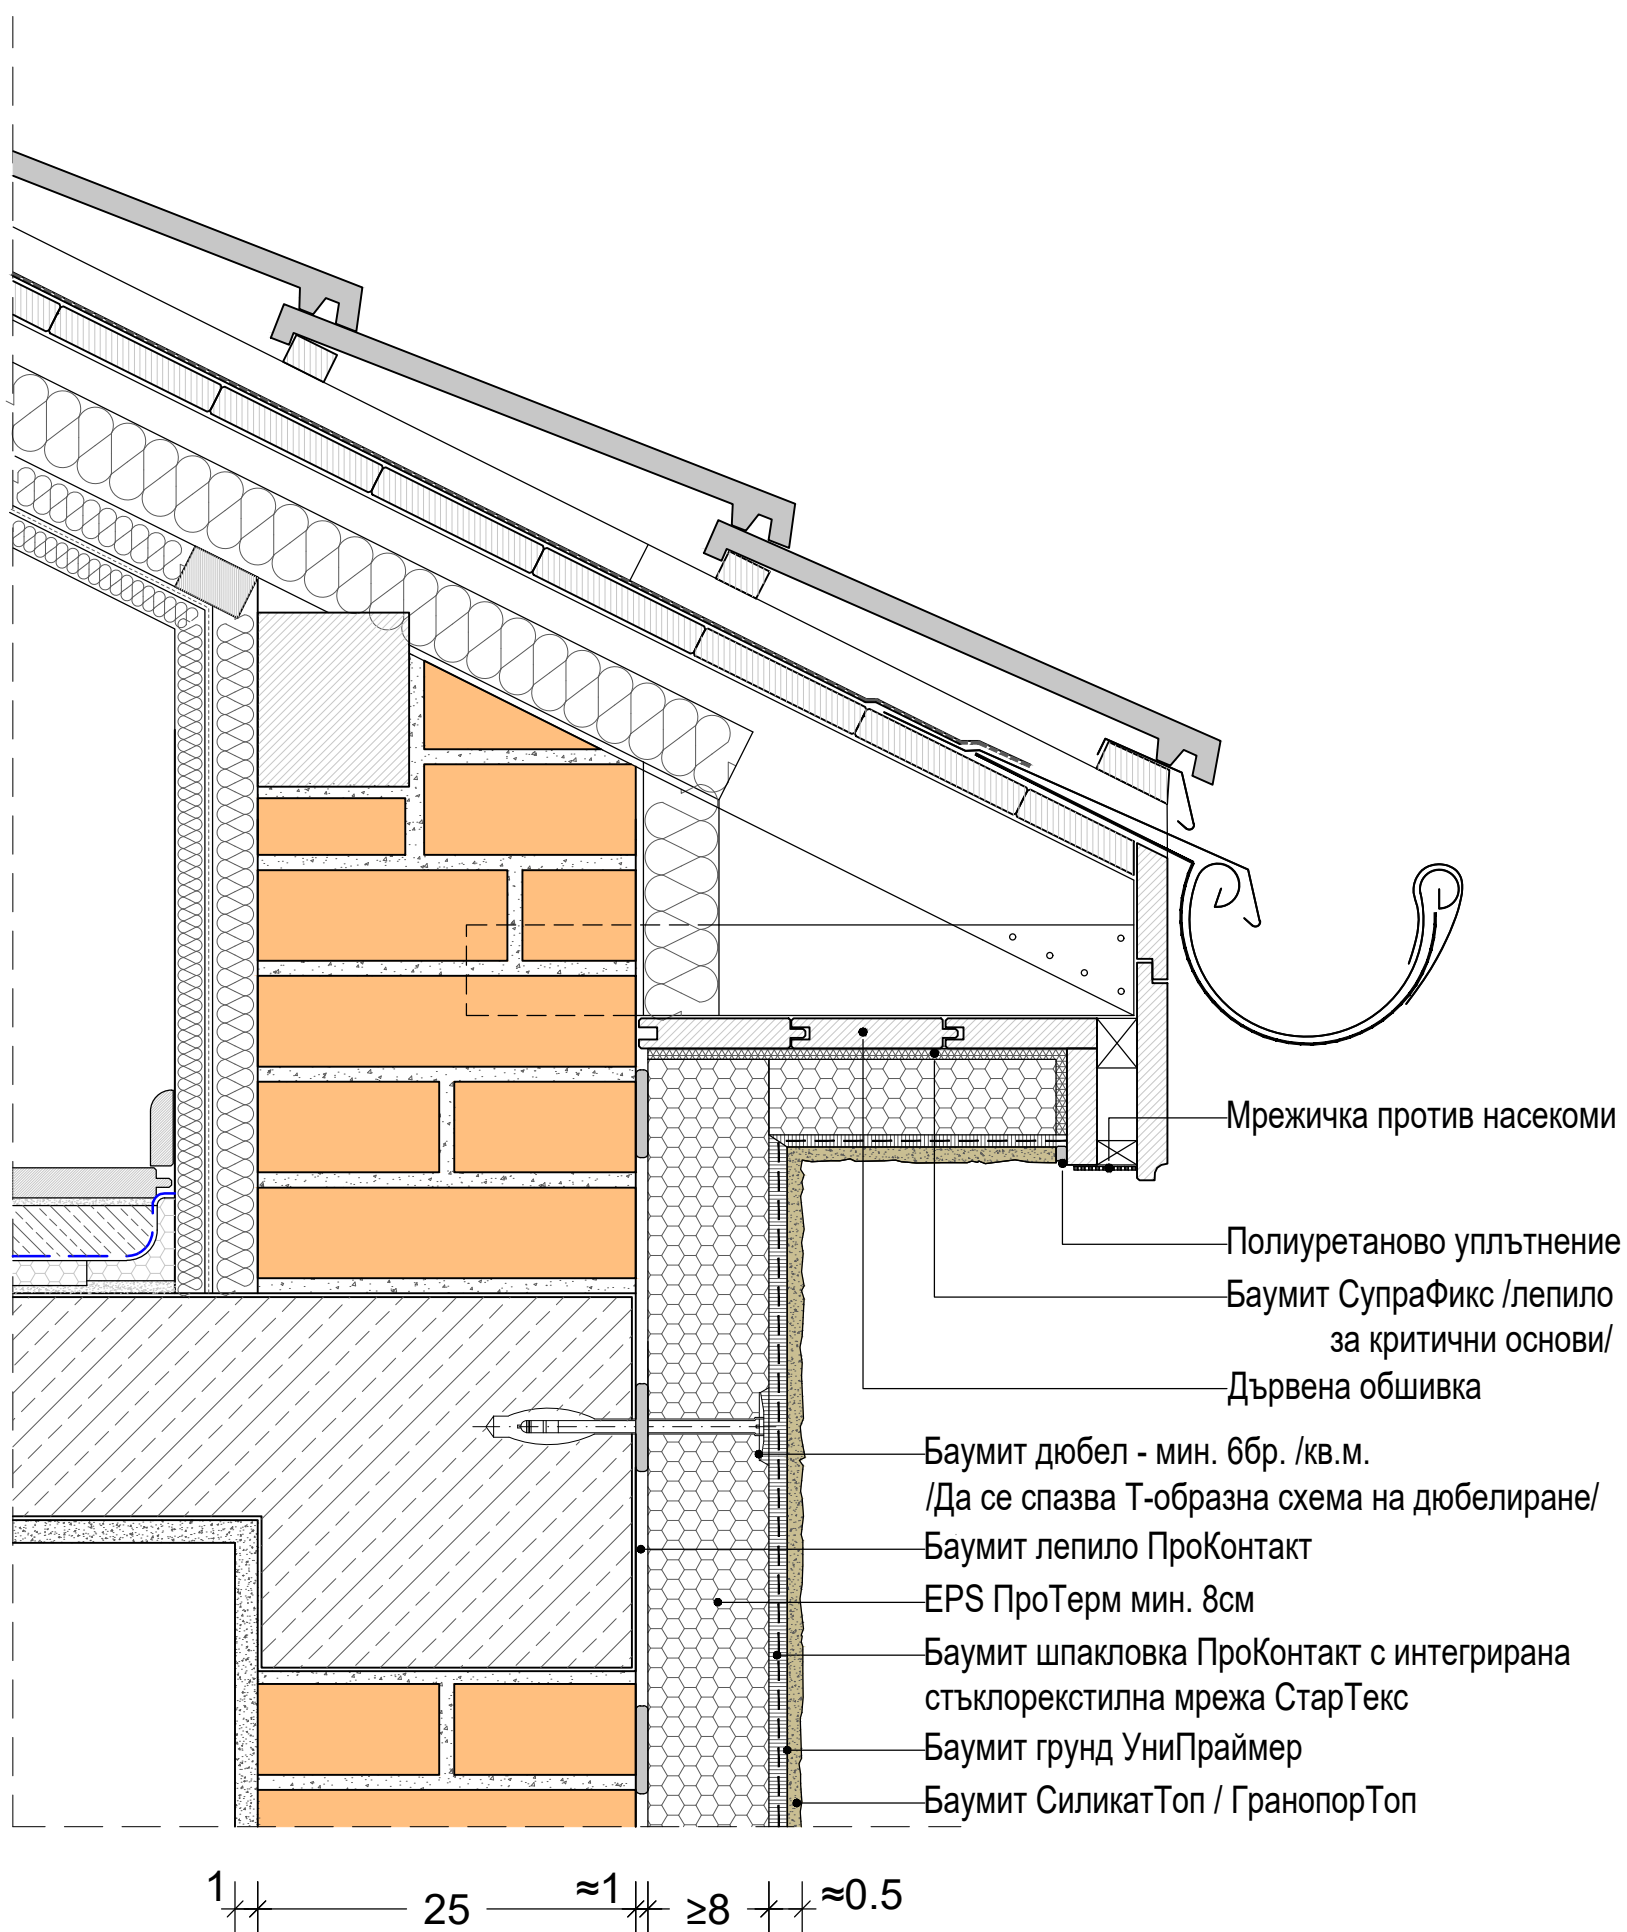 Мрежичка против насекоми
Полиуретаново уплътнение
Баумит СупраФикс /лепило
за критични основи/
Дървена обшивка
Баумит дюбел - мин. 6бр. /кв.м.
/Да се спазва Т-образна схема на дюбелиране/
Баумит лепило ПроКонтакт
EPS ПроТерм мин. 8см
Баумит шпакловка ПроКонтакт с интегрирана
стъклорекстилна мрежа СтарТекс
Баумит грунд УниПраймер
Баумит СиликатТоп / ГранопорТоп
1 25 ≈1 ≥8 ≈0.5